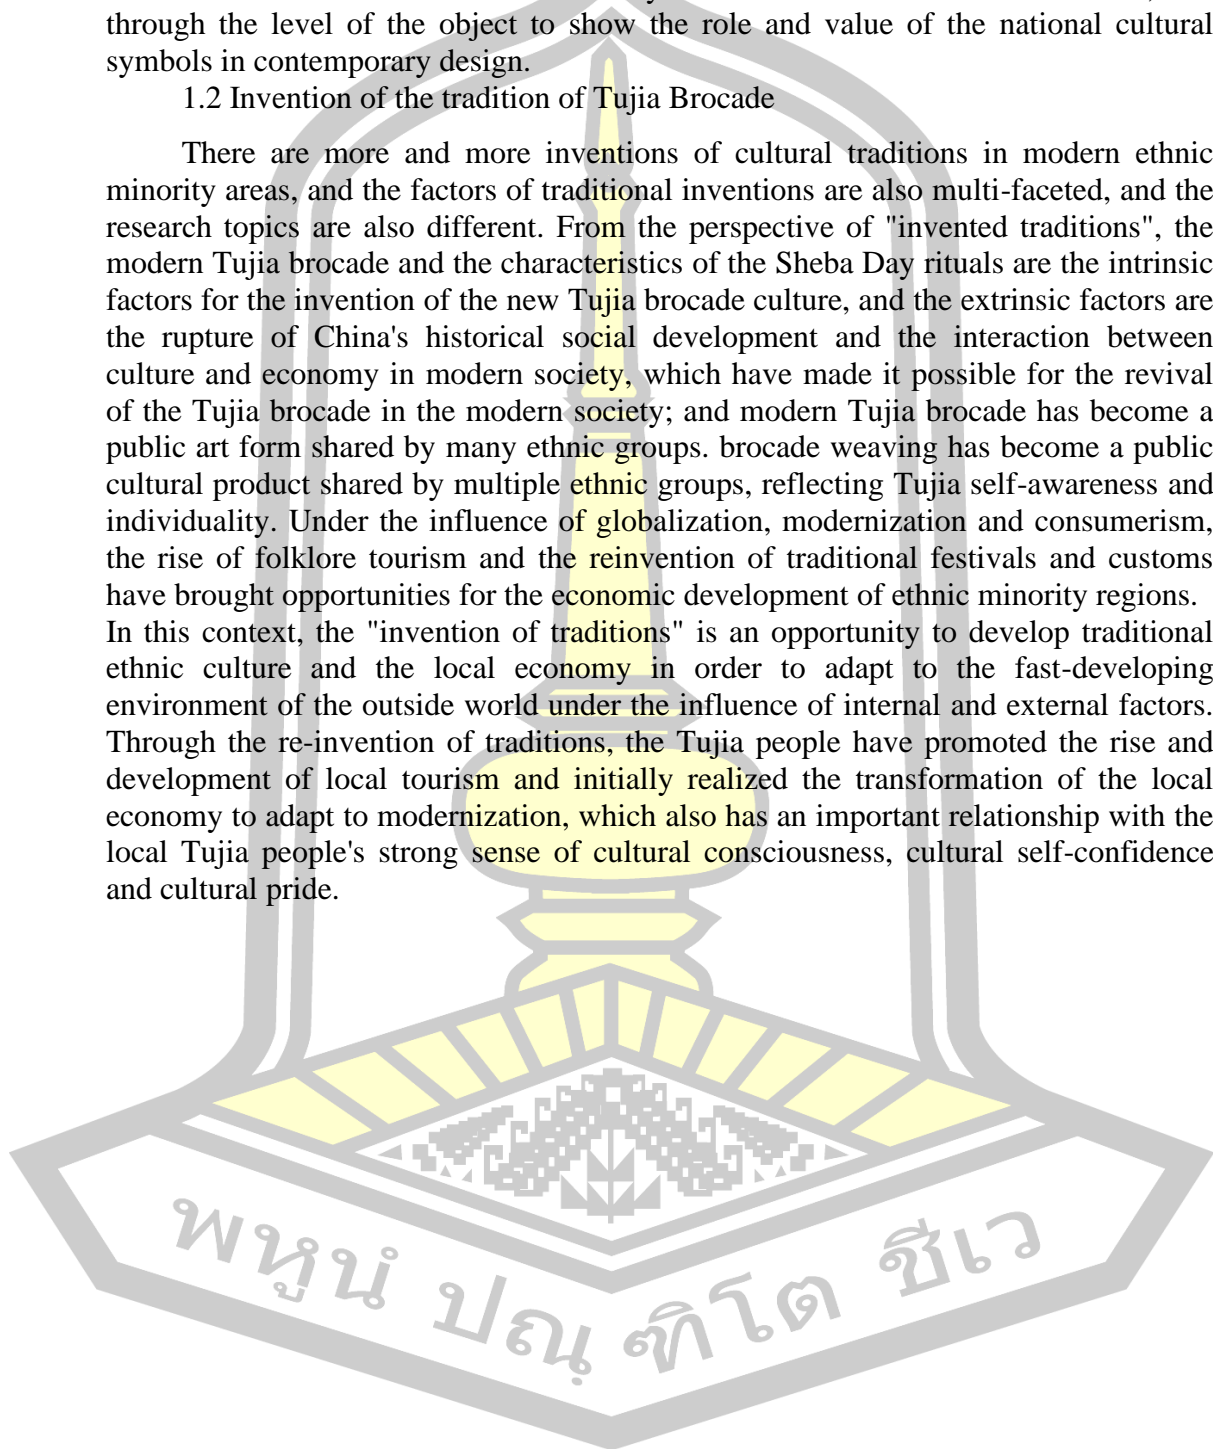 through the level of the object to show the role and value of the national cultural
symbols in contemporary design.
1.2 Invention of the tradition of Tujia Brocade
There are more and more inventions of cultural traditions in modern ethnic
minority areas, and the factors of traditional inventions are also multi-faceted, and the
research topics are also different. From the perspective of "invented traditions", the
modern Tujia brocade and the characteristics of the Sheba Day rituals are the intrinsic
factors for the invention of the new Tujia brocade culture, and the extrinsic factors are
the rupture of China's historical social development and the interaction between
culture and economy in modern society, which have made it possible for the revival
of the Tujia brocade in the modern society; and modern Tujia brocade has become a
public art form shared by many ethnic groups. brocade weaving has become a public
cultural product shared by multiple ethnic groups, reflecting Tujia self-awareness and
individuality. Under the influence of globalization, modernization and consumerism,
the rise of folklore tourism and the reinvention of traditional festivals and customs
have brought opportunities for the economic development of ethnic minority regions.
In this context, the "invention of traditions" is an opportunity to develop traditional
ethnic culture and the local economy in order to adapt to the fast-developing
environment of the outside world under the influence of internal and external factors.
Through the re-invention of traditions, the Tujia people have promoted the rise and
development of local tourism and initially realized the transformation of the local
economy to adapt to modernization, which also has an important relationship with the
local Tujia people's strong sense of cultural consciousness, cultural self-confidence
and cultural pride.
พหูนํ ปณฺฑิโต ชีเว